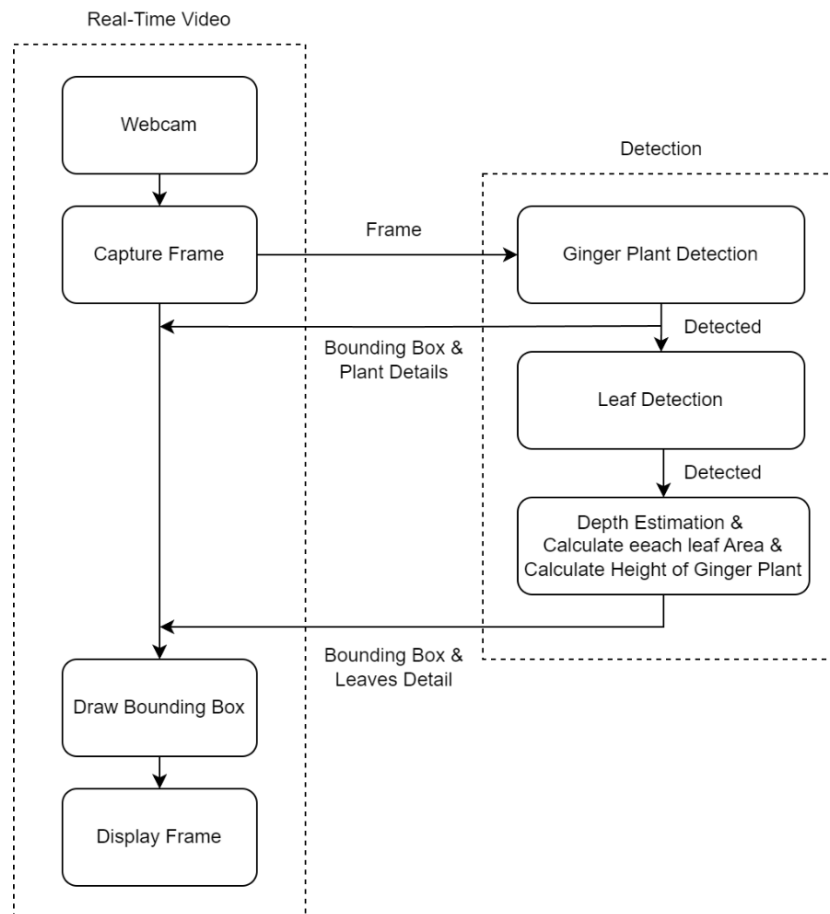 Real-Time Video
Webcam
Detection
Capture Frame
Frame
Ginger Plant Detection
Detected
Bounding Box &
Plant Details
Leaf Detection
Detected
Depth Estimation &
Calculate eeach leaf Area &
Calculate Height of Ginger Plant
Bounding Box &
Leaves Detail
Draw Bounding Box
Display Frame